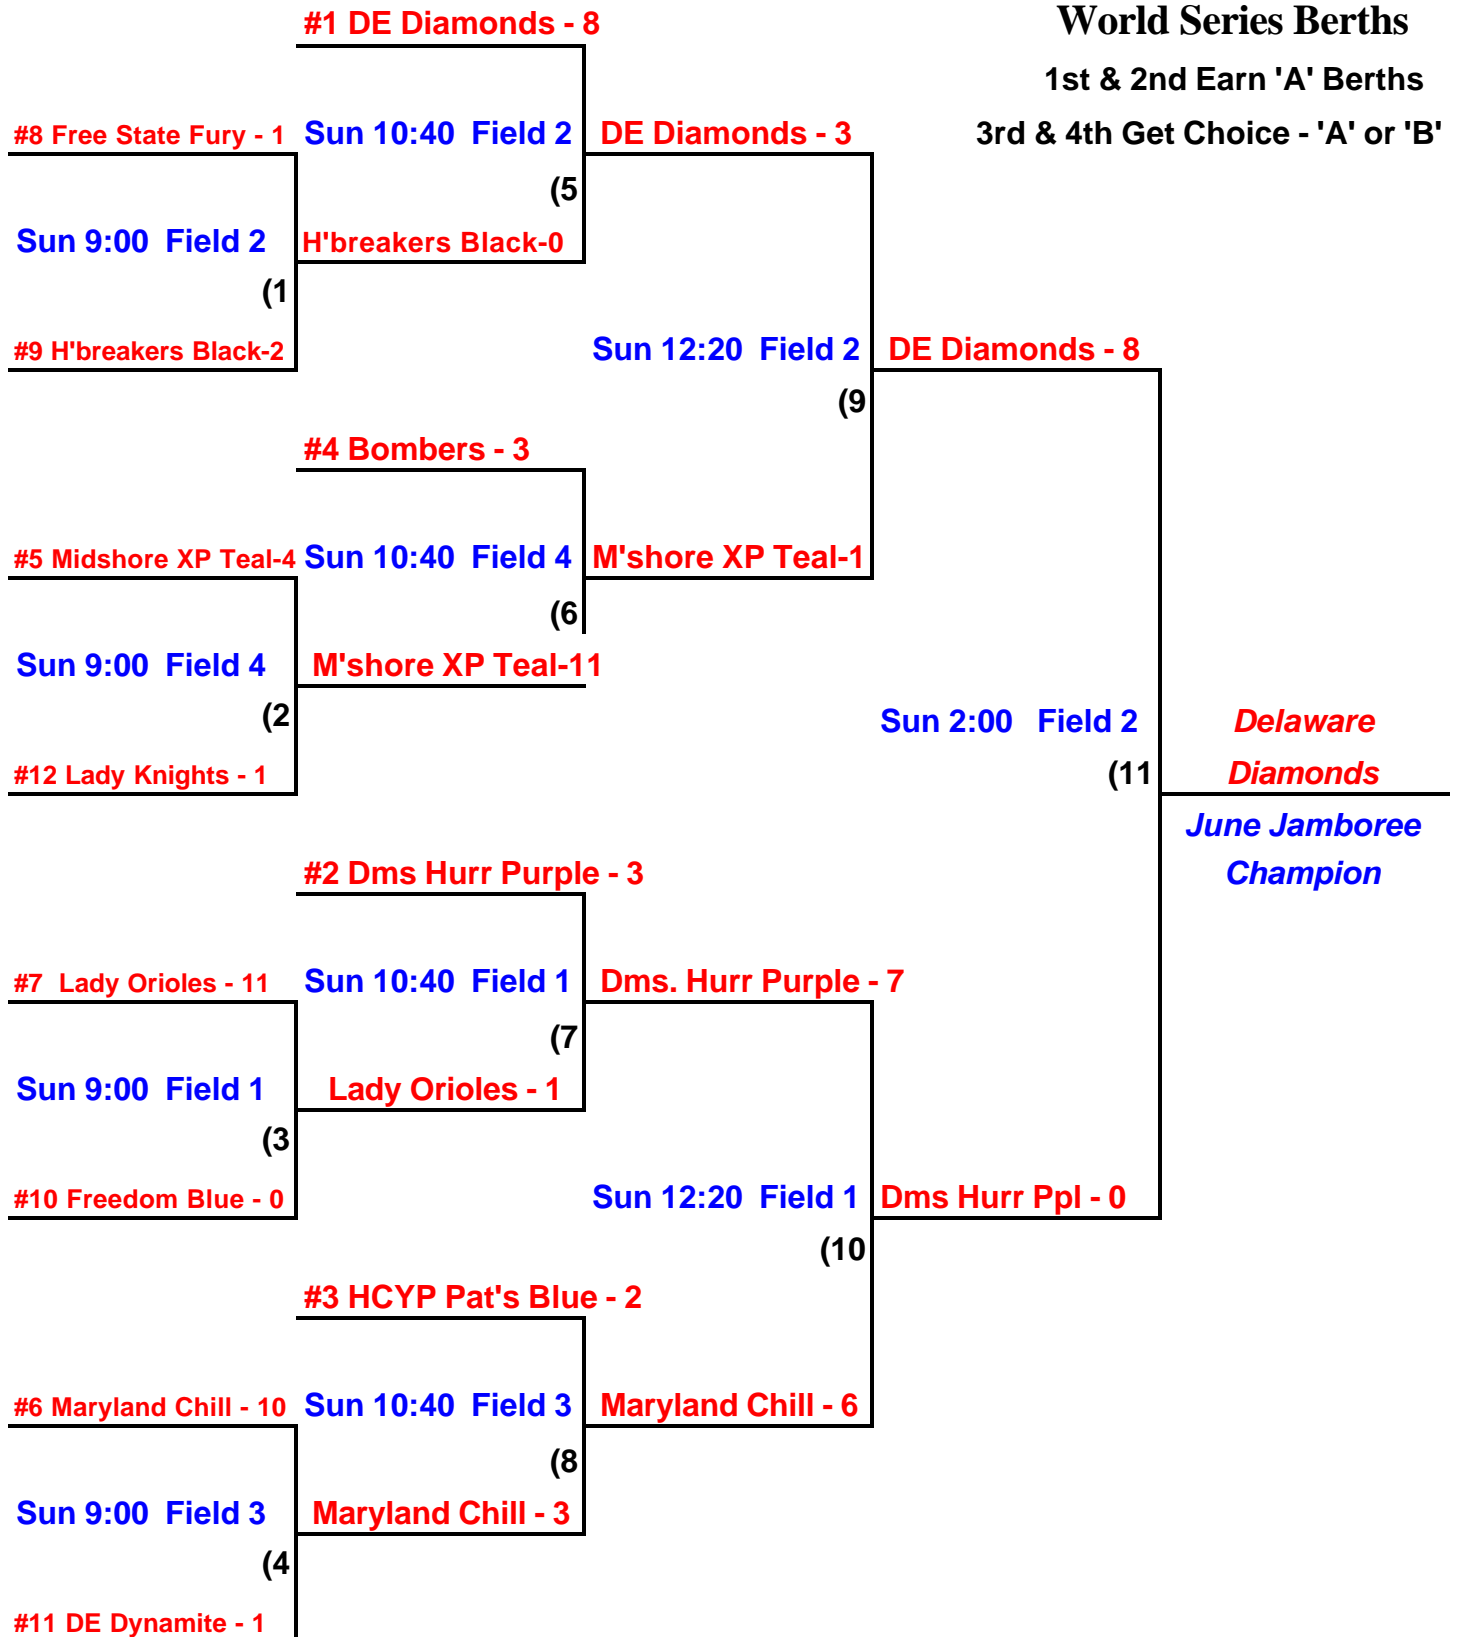 #1 DE Diamonds - 8
World Series Berths
1st & 2nd Earn 'A' Berths
#8 Free State Fury - 1
Sun 10:40 Field 2
DE Diamonds - 3
3rd & 4th Get Choice - 'A' or 'B'
(5
Sun 9:00 Field 2
H'breakers Black-0
(1
#9 H'breakers Black-2
Sun 12:20 Field 2
DE Diamonds - 8
(9
#4 Bombers - 3
#5 Midshore XP Teal-4
Sun 10:40 Field 4
M'shore XP Teal-1
(6
Sun 9:00 Field 4
M'shore XP Teal-11
(2
Sun 2:00 Field 2
Delaware
#12 Lady Knights - 1
(11
Diamonds
June Jamboree
#2 Dms Hurr Purple - 3
Champion
#7 Lady Orioles - 11
Sun 10:40 Field 1
Dms. Hurr Purple - 7
(7
Sun 9:00 Field 1
Lady Orioles - 1
(3
#10 Freedom Blue - 0
Sun 12:20 Field 1
Dms Hurr Ppl - 0
(10
#3 HCYP Pat's Blue - 2
#6 Maryland Chill - 10
Sun 10:40 Field 3
Maryland Chill - 6
(8
Sun 9:00 Field 3
Maryland Chill - 3
(4
#11 DE Dynamite - 1